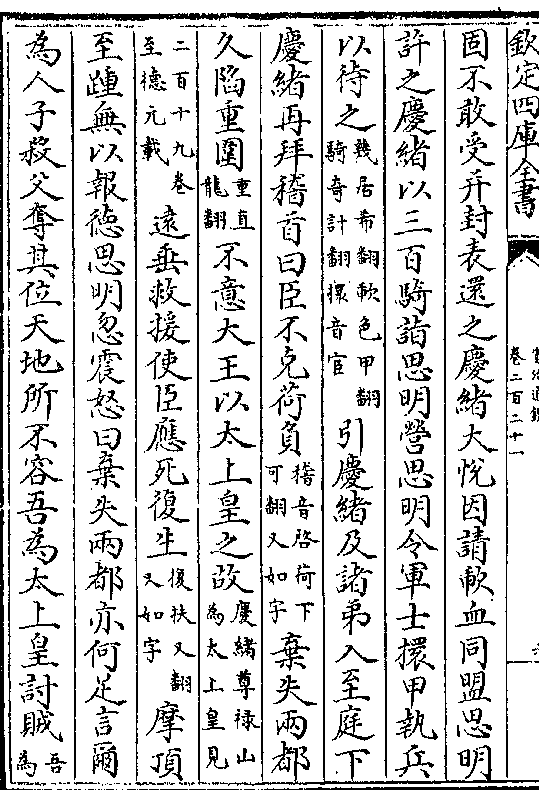 欽定四庫全書
資治通鑑
卷二百二十一
固不敢受并封表還之慶緒大悦因請歃血同盟思明
許之慶緒以三百騎詣思明營思明令軍士擐甲執兵
以待之幾居希翻歃色甲翻騎奇計翻擐音宦引慶緒及諸弟入至庭下
慶緒再拜稽首曰臣不克荷負稽音啓荷下可翻又如字棄失兩都
久陷重圍重直龍翻不意大王以太上皇之故慶緒尊禄山為太上皇見
二百十九卷至徳元載遠垂救援使臣應死復生復扶又翻又如字摩頂
至踵無以報徳思明忽震怒曰棄失兩都亦何足言爾
為人子殺父奪其位天地所不容吾為太上皇討賊吾為